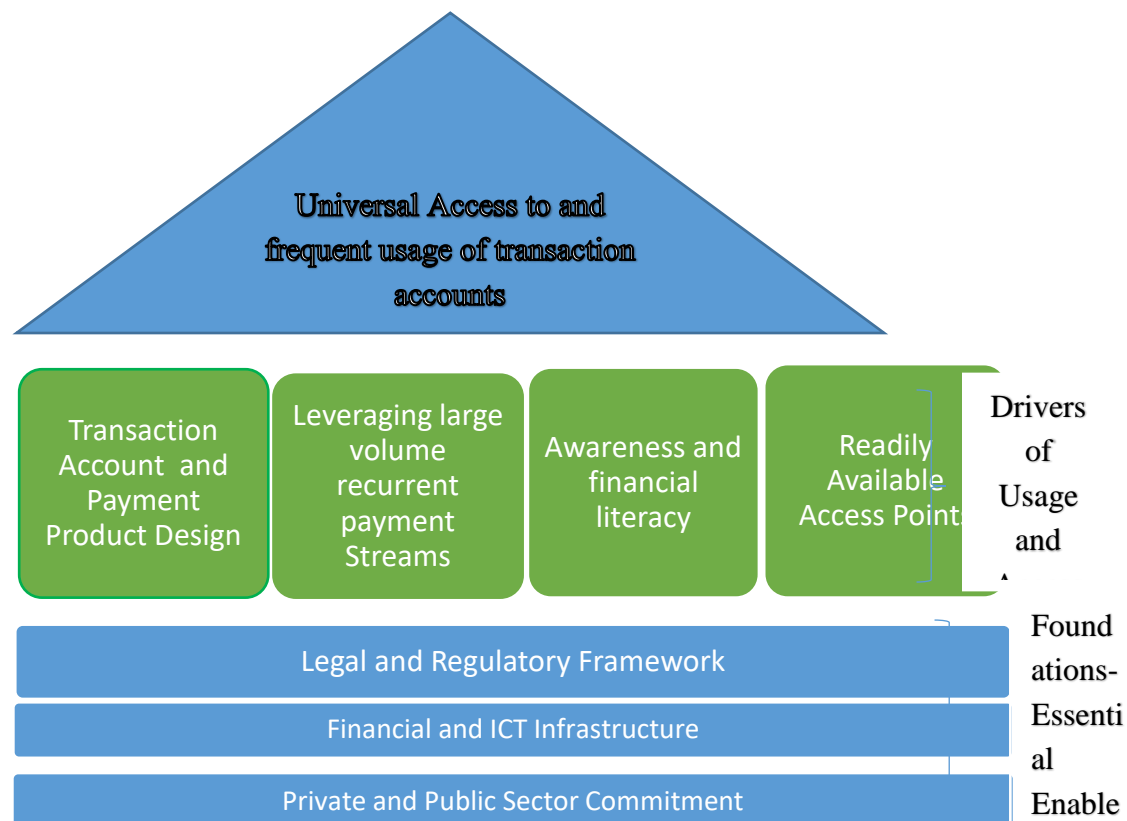 Universal Access to and
frequent usage of transaction
accounts
Transaction
Account and
Payment
Product Design
Leveraging large
volume
recurrent
payment
Streams
Awareness and
financial
literacy
Readily
Available
Access Points
Drivers
of
Usage
and
Legal and Regulatory Framework
Financial and ICT Infrastructure
Private and Public Sector Commitment
Found
ations-
Essenti
al
Enable